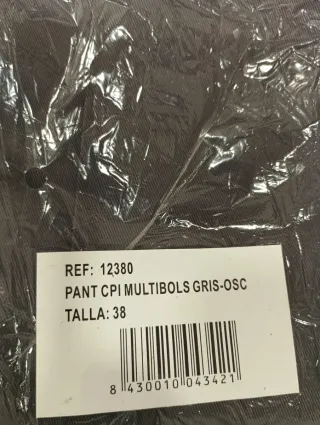 REF: 12380
PANT CPI MULTIBOLS GRIS-OSC
TALLA: 38
8 430010 043421